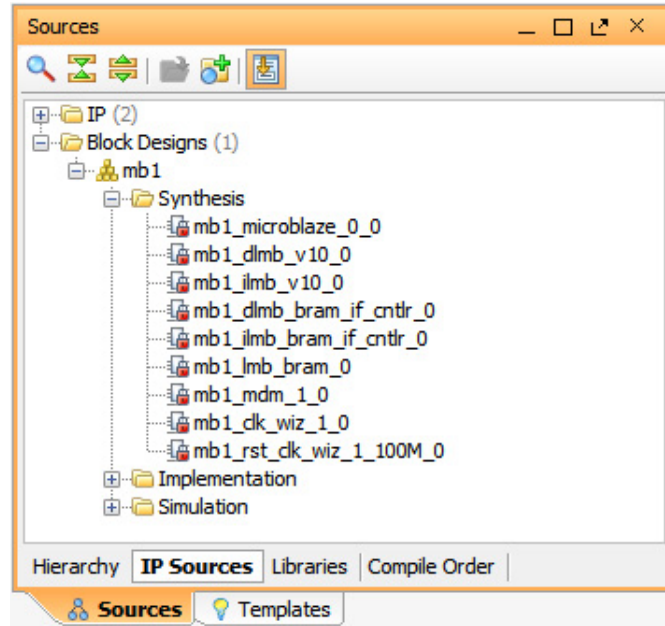 Sources
IP (2)
Block Designs (1)
mb1
Synthesis
mb1_microblaze_0_0
mb1_dlmb_v10_0
mb1_ilmb_v10_0
mb1_dlmb_bram_if_cntlr_0
mb1_ilmb_bram_if_cntlr_0
mb1_lmb_bram_0
mb1_mdm_1_0
mb1_clk_wiz_1_0
mb1_rst_clk_wiz_1_100M_0
Implementation
Simulation
Hierarchy IP Sources Libraries Compile Order
Sources Templates